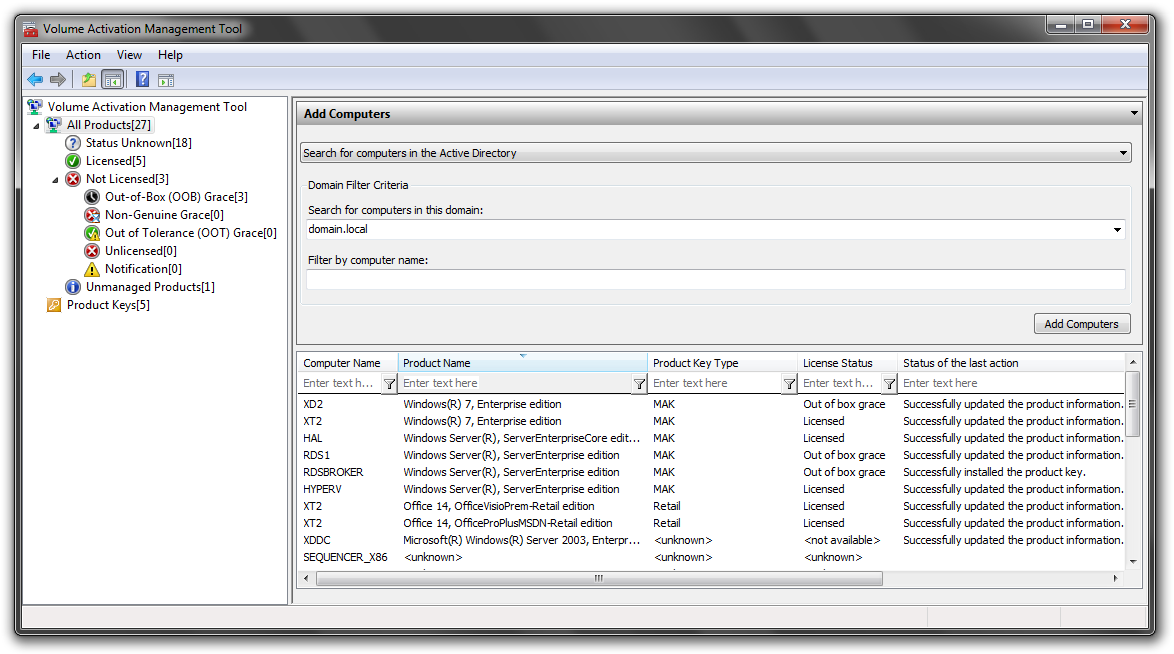 Volume Activation Management Tool
File Action View Help
Volume Activation Management Tool
All Products[27]
Status Unknown[18]
Licensed[5]
Not Licensed[3]
Out-of-Box (OOB) Grace[3]
Non-Genuine Grace[0]
Out of Tolerance (OOT) Grace[0]
Unlicensed[0]
Notification[0]
Unmanaged Products[1]
Product Keys[5]
Add Computers
Search for computers in the Active Directory
Domain Filter Criteria
Search for computers in this domain:
domain.local
Filter by computer name:
Add Computers
Computer Name Product Name Product Key Type License Status Status of the last action
Enter text h... Enter text here Enter text here Enter text h... Enter text here
XD2 Windows(R) 7, Enterprise edition MAK Out of box grace Successfully updated the product information.
XT2 Windows(R) 7, Enterprise edition MAK Licensed Successfully updated the product information.
HAL Windows Server(R), ServerEnterpriseCore edit... MAK Licensed Successfully updated the product information.
RDS1 Windows Server(R), ServerEnterprise edition MAK Out of box grace Successfully updated the product information.
RDSBROKER Windows Server(R), ServerEnterprise edition MAK Out of box grace Successfully installed the product key.
HYPERV Windows Server(R), ServerEnterprise edition MAK Licensed Successfully updated the product information.
XT2 Office 14, OfficeVisioPrem-Retail edition Retail Licensed Successfully updated the product information.
XT2 Office 14, OfficeProPlusMSDN-Retail edition Retail Licensed Successfully updated the product information.
XDDC Microsoft(R) Windows(R) Server 2003, Enterpr... <unknown> <not available> Successfully updated the product information.
SEQUENCER_X86 <unknown> <unknown> <unknown>